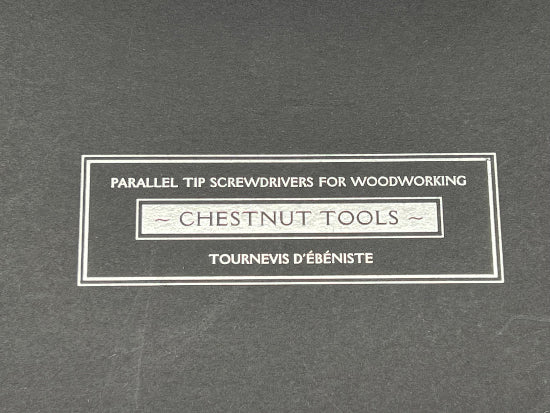 PARALLEL TIP SCREWDRIVERS FOR WOODWORKING
~ CHESTNUT TOOLS ~
TOURNEVIS D'ÉBÉNISTE